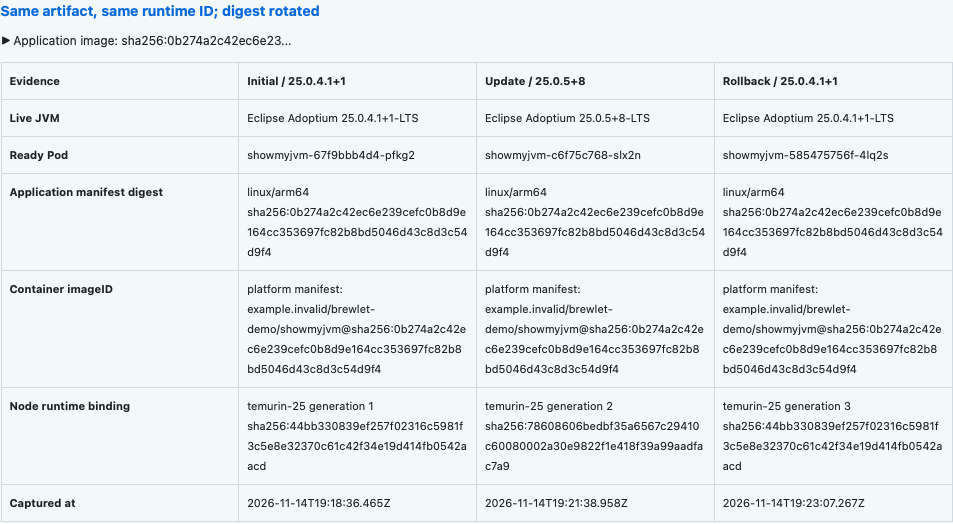 Same artifact, same runtime ID; digest rotated
▶ Application image: sha256:0b274a2c42ec6e23...
Evidence
Initial / 25.0.4.1+1
Update / 25.0.5+8
Rollback / 25.0.4.1+1
Live JVM
Eclipse Adoptium 25.0.4.1+1-LTS
Eclipse Adoptium 25.0.5+8-LTS
Eclipse Adoptium 25.0.4.1+1-LTS
Ready Pod
showmyjvm-67f9bbb4d4-pfkg2
showmyjvm-c6f75c768-slx2n
showmyjvm-585475756f-4lq2s
Application manifest digest
linux/arm64
sha256:0b274a2c42ec6e239cefc0b8d9e
164cc353697fc82b8bd5046d43c8d3c54
d9f4
linux/arm64
sha256:0b274a2c42ec6e239cefc0b8d9e
164cc353697fc82b8bd5046d43c8d3c54
d9f4
linux/arm64
sha256:0b274a2c42ec6e239cefc0b8d9e
164cc353697fc82b8bd5046d43c8d3c54
d9f4
Container imageID
platform manifest:
example.invalid/brewlet-
demo/showmyjvm@sha256:0b274a2c42e
c6e239cefc0b8d9e164cc353697fc82b8
bd5046d43c8d3c54d9f4
platform manifest:
example.invalid/brewlet-
demo/showmyjvm@sha256:0b274a2c42e
c6e239cefc0b8d9e164cc353697fc82b8
bd5046d43c8d3c54d9f4
platform manifest:
example.invalid/brewlet-
demo/showmyjvm@sha256:0b274a2c42e
c6e239cefc0b8d9e164cc353697fc82b8
bd5046d43c8d3c54d9f4
Node runtime binding
temurin-25 generation 1
sha256:44bb330839ef257f02316c5981f
3c5e8e32370c61c42f34e19d414fb0542a
acd
temurin-25 generation 2
sha256:78608606bedbf35a6567c29410
c60080002a30e9822f1e418f39a99aadfa
c7a9
temurin-25 generation 3
sha256:44bb330839ef257f02316c5981f
3c5e8e32370c61c42f34e19d414fb0542a
acd
Captured at
2026-11-14T19:18:36.465Z
2026-11-14T19:21:38.958Z
2026-11-14T19:23:07.267Z